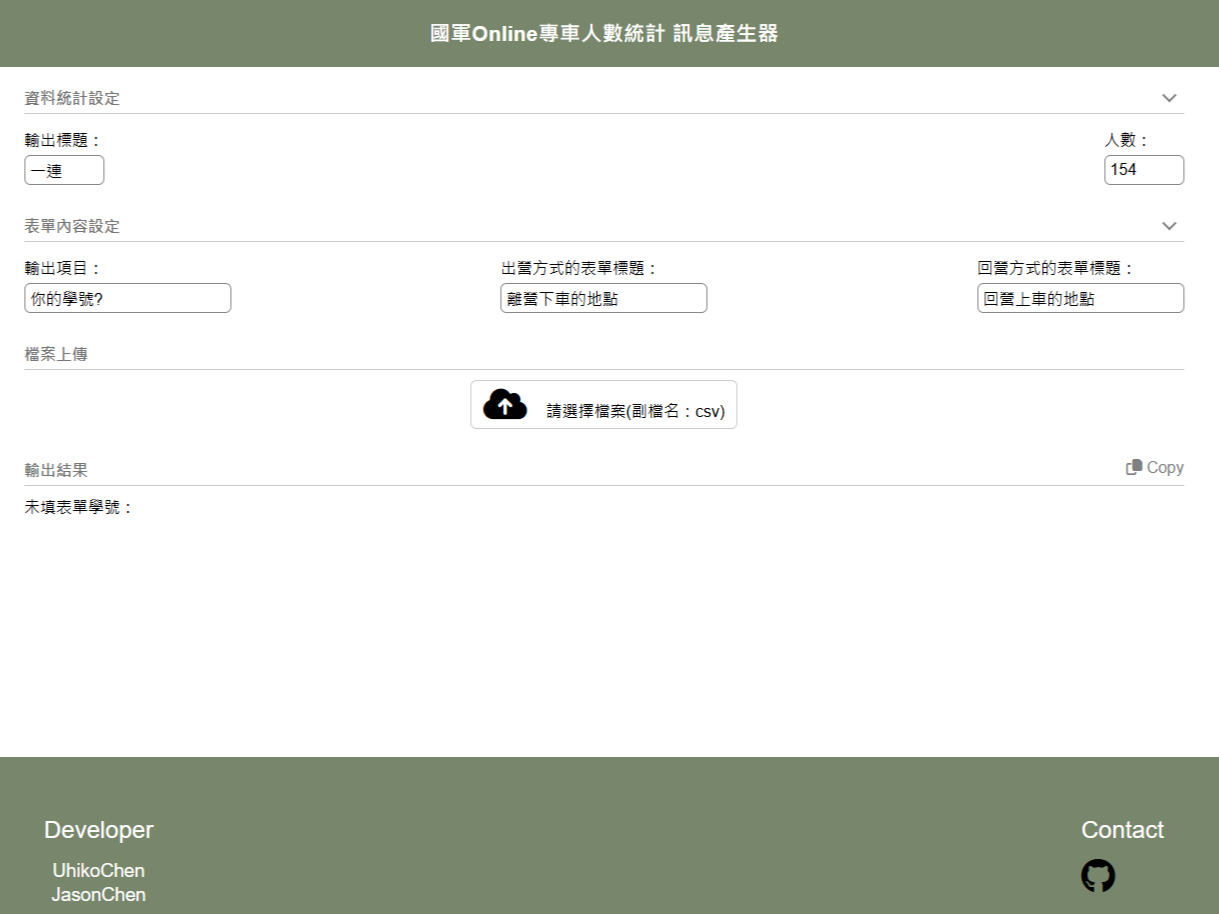 國軍Online專車人數統計 訊息產生器
資料統計設定
輸出標題：
人數：
一連
154
表單內容設定
輸出項目：
出營方式的表單標題：
回營方式的表單標題：
你的學號?
離營下車的地點
回營上車的地點
檔案上傳
請選擇檔案(副檔名：csv)
輸出結果
Copy
未填表單學號：
Developer
Contact
UhikoChen
JasonChen